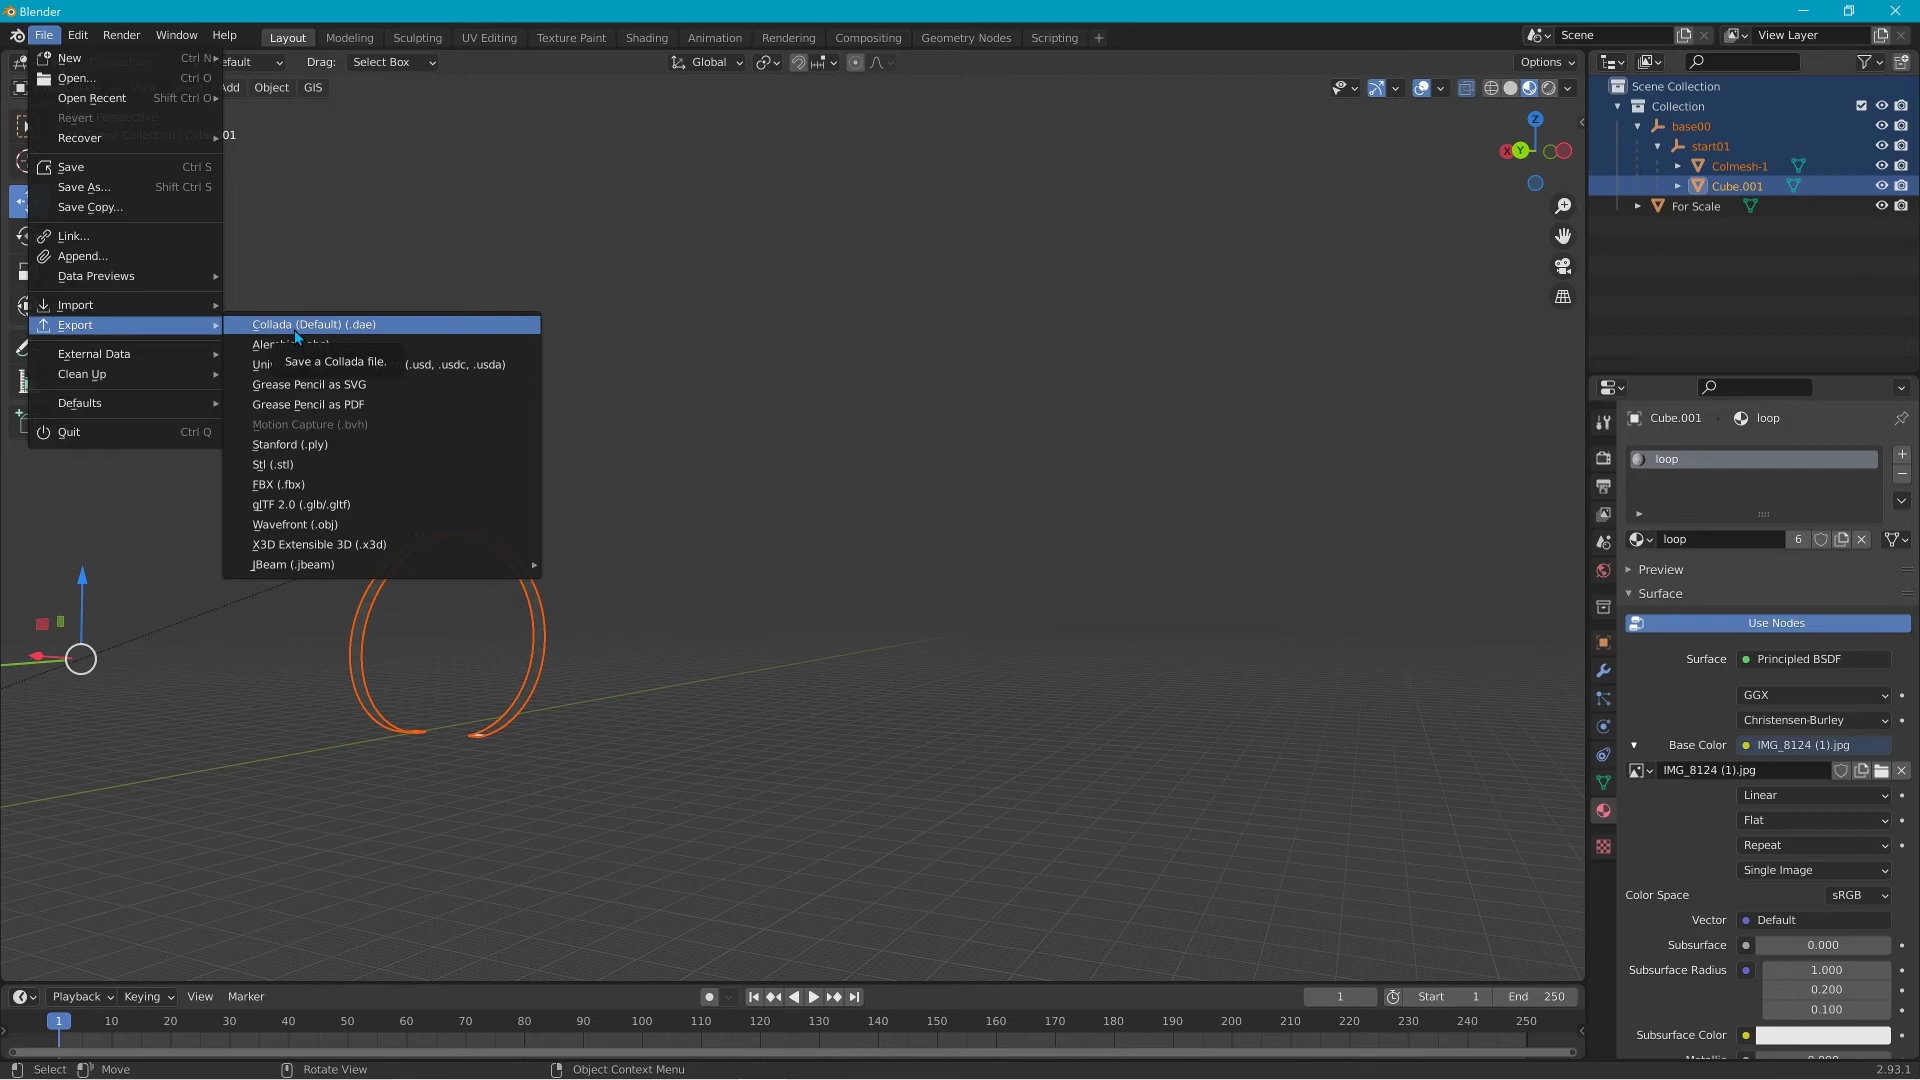 Blender
File Edit Render Window Help
Layout Modeling Sculpting UV Editing Texture Paint Shading Animation Rendering Compositing Geometry Nodes Scripting
Scene
View Layer
New Ctrl N
Open... Ctrl O
Open Recent Shift Ctrl O
Revert
Recover
Save Ctrl S
Save As... Shift Ctrl S
Save Copy...
Link...
Append...
Data Previews
Import
Export
External Data
Clean Up
Defaults
Quit Ctrl Q
efault
Drag: Select Box
Global
Options
dd Object GIS
01
Collada (Default) (.dae)
Save a Collada file.
(.usd, .usdc, .usda)
Grease Pencil as SVG
Grease Pencil as PDF
Motion Capture (.bvh)
Stanford (.ply)
Stl (.stl)
FBX (.fbx)
glTF 2.0 (.glb/.gltf)
Wavefront (.obj)
X3D Extensible 3D (.x3d)
JBeam (.jbeam)
Z
X Y
Scene Collection
Collection
base00
start01
Colmesh-1
Cube.001
For Scale
Cube.001 loop
loop
loop 6
Preview
Surface
Use Nodes
Surface Principled BSDF
GGX
Christensen-Burley
Base Color IMG_8124 (1).jpg
IMG_8124 (1).jpg
Linear
Flat
Repeat
Single Image
Color Space sRGB
Vector Default
Subsurface 0.000
Subsurface Radius 1.000
0.200
0.100
Subsurface Color
Playback Keying View Marker
1 Start 1 End 250
1 10 20 30 40 50 60 70 80 90 100 110 120 130 140 150 160 170 180 190 200 210 220 230 240 250
Select Move Rotate View Object Context Menu 2.93.1